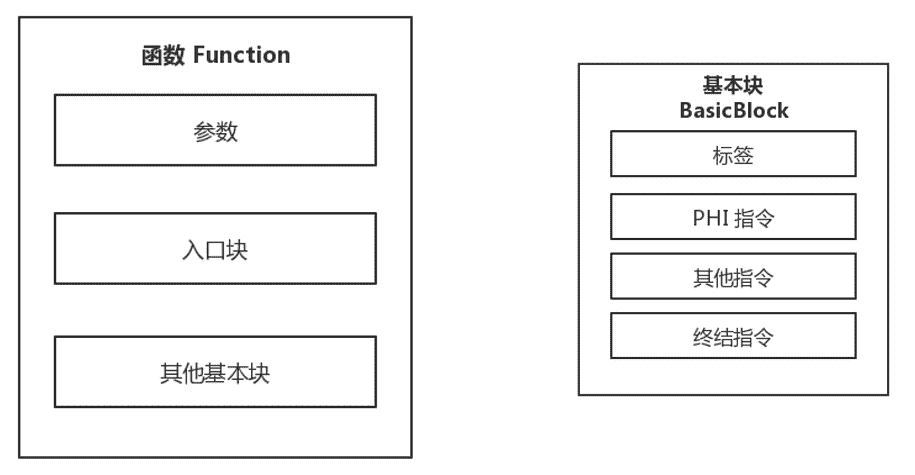 函数 Function
参数
入口块
其他基本块
基本块
BasicBlock
标签
PHI 指令
其他指令
终结指令